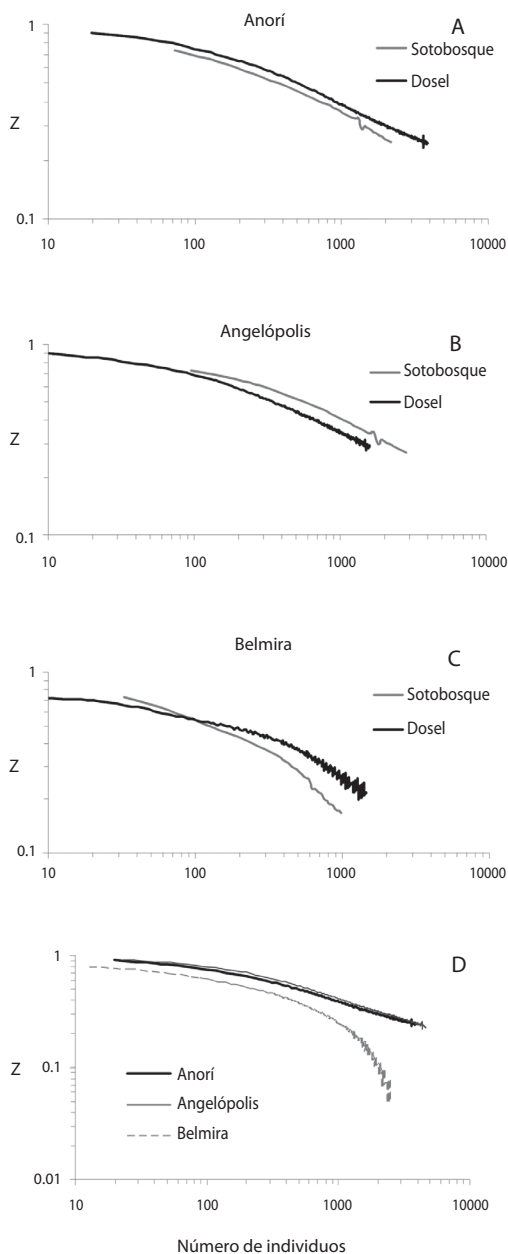 Anorí
A
1
Sotobosque
Dosel
Z
0.1
10 100 1000 10000
Angelópolis
B
1
Sotobosque
Dosel
Z
0.1
10 100 1000 10000
Belmira
C
1
Sotobosque
Dosel
Z
0.1
10 100 1000 10000
D
1
Z
0.1
Anorí
Angelópolis
Belmira
0.01
10 100 1000 10000
Número de individuos